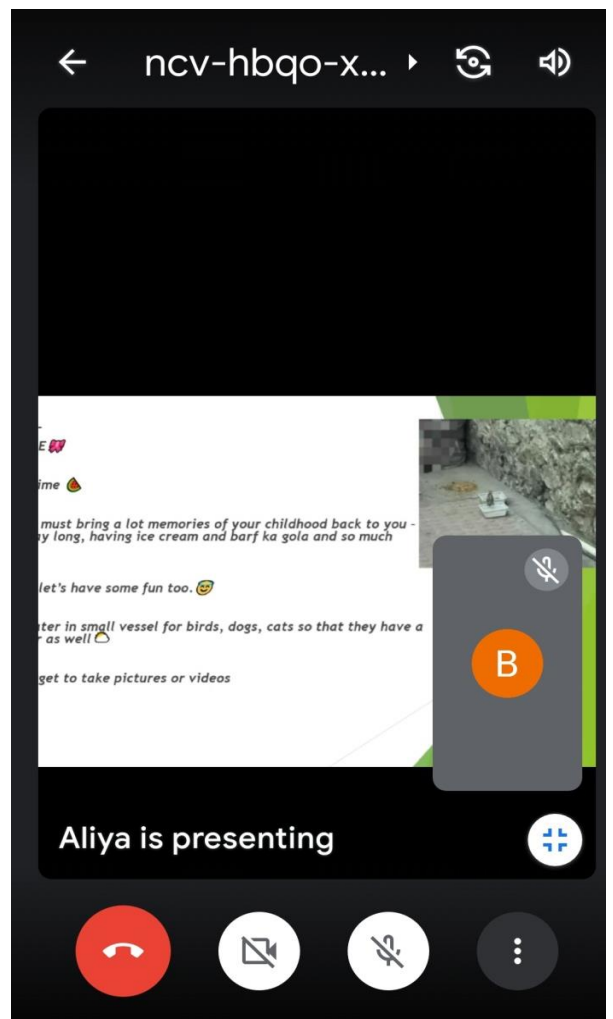 ncv-hbqo-x...
E 🎀
ime 🍉
must bring a lot memories of your childhood back to you -
y long, having ice cream and barf ka gola and so much
let's have some fun too. 😇
ter in small vessel for birds, dogs, cats so that they have a
as well ⛅
get to take pictures or videos
B
Aliya is presenting